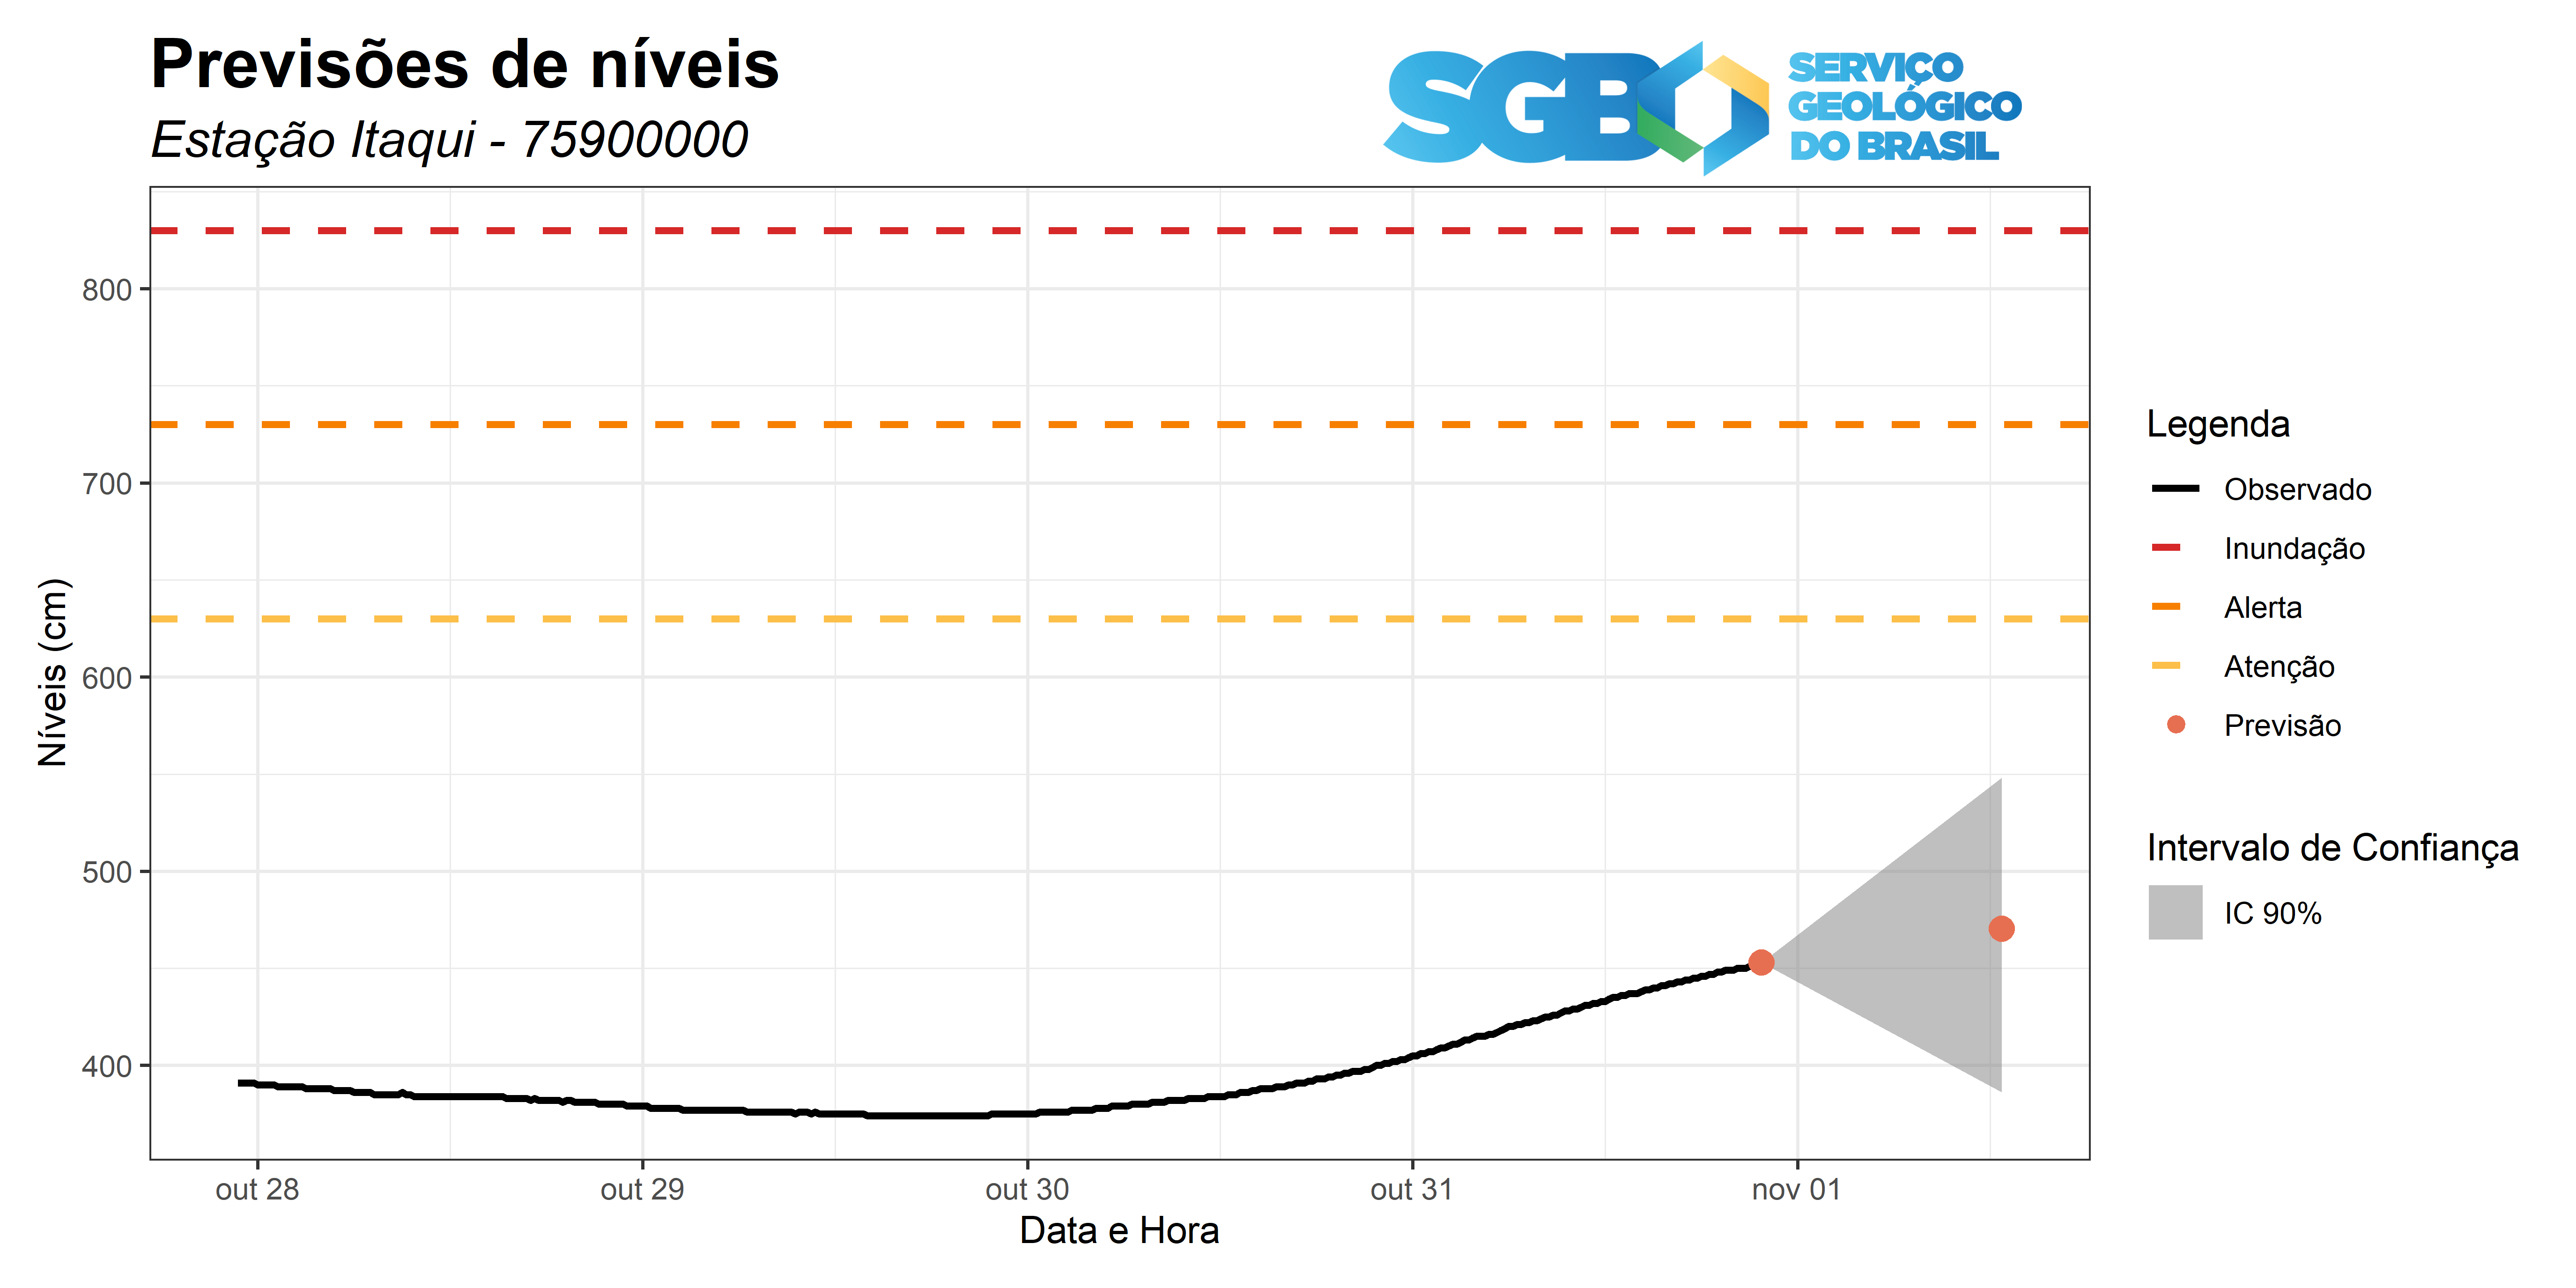 Previsões de níveis
Estação Itaqui - 75900000
SGB
SERVIÇO
GEOLÓGICO
DO BRASIL
Níveis (cm)
800
700
600
500
400
out 28
out 29
out 30
out 31
nov 01
Data e Hora
Legenda
Observado
Inundação
Alerta
Atenção
Previsão
Intervalo de Confiança
IC 90%